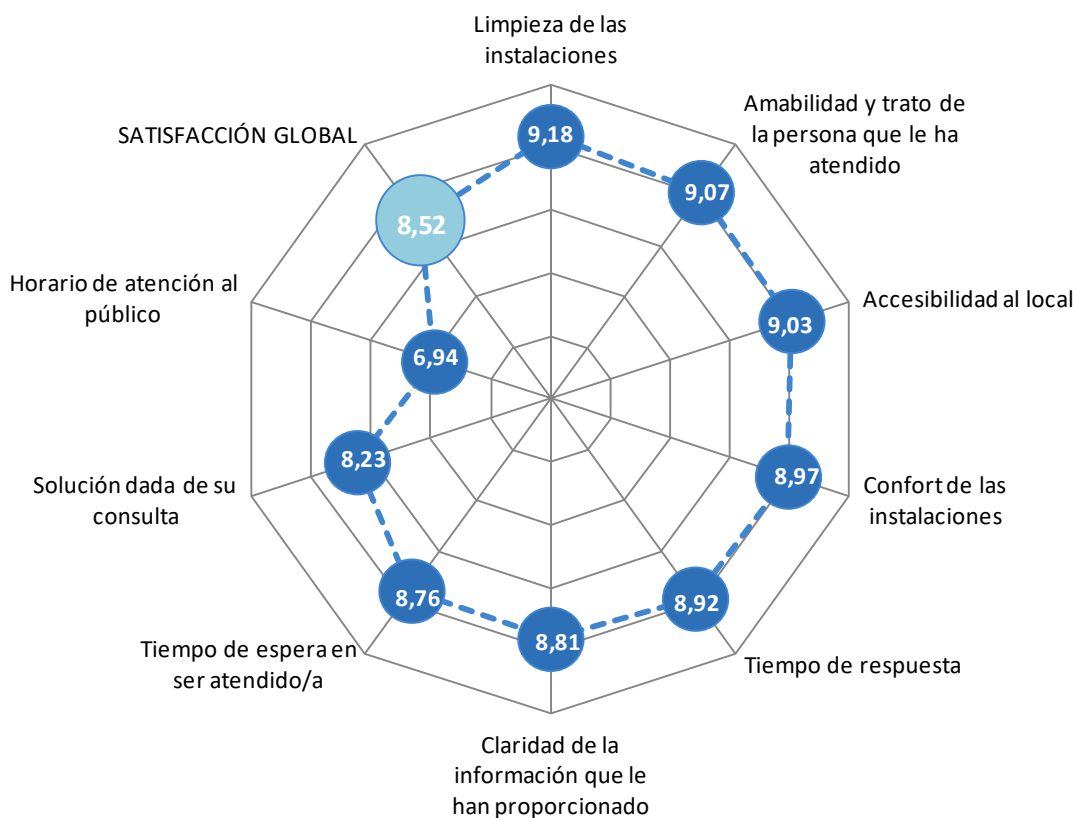 Limpieza de las
instalaciones
Amabilidad y trato de
la persona que le ha
atendido
SATISFACCIÓN GLOBAL
9,18
9,07
8,52
Horario de atención al
público
Accesibilidad al local
9,03
6,94
8,23
8,97
Solución dada de su
consulta
Confort de las
instalaciones
8,76
8,92
8,81
Tiempo de espera en
ser atendido/a
Tiempo de respuesta
Claridad de la
información que le
han proporcionado